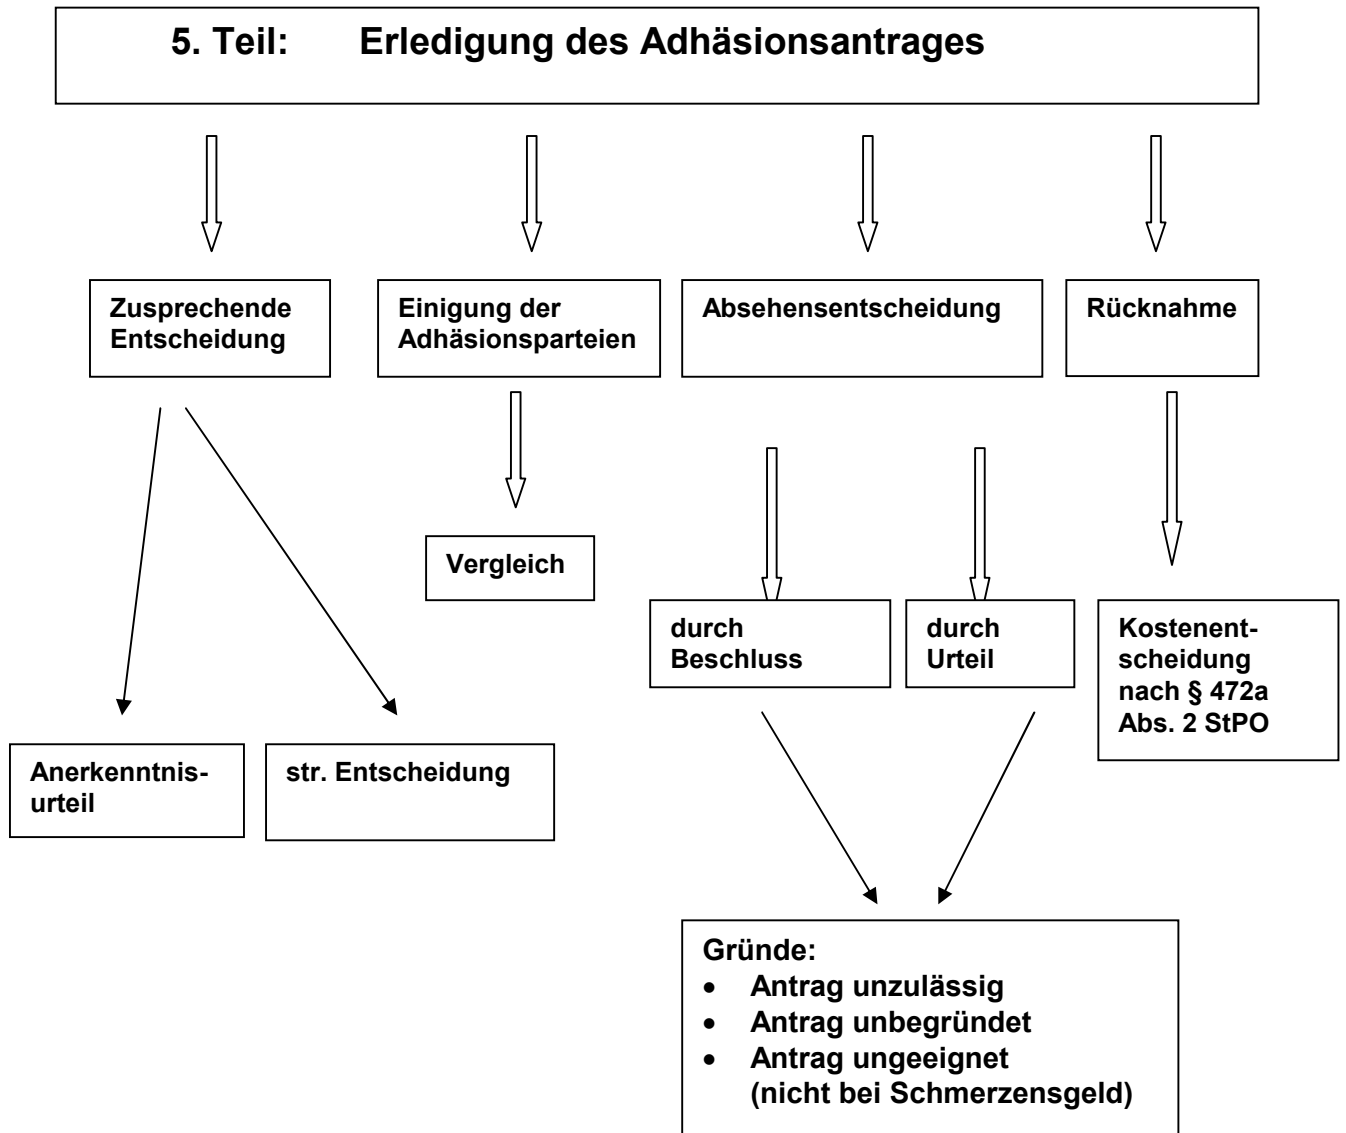 5. Teil: Erledigung des Adhäsionsantrages
Zusprechende
Entscheidung
Einigung der
Adhäsionsparteien
Absehensentscheidung
Rücknahme
Vergleich
durch
Beschluss
durch
Urteil
Kostenent-
scheidung
nach § 472a
Abs. 2 StPO
Anerkenntnis-
urteil
str. Entscheidung
Gründe:
• Antrag unzulässig
• Antrag unbegründet
• Antrag ungeeignet
(nicht bei Schmerzensgeld)